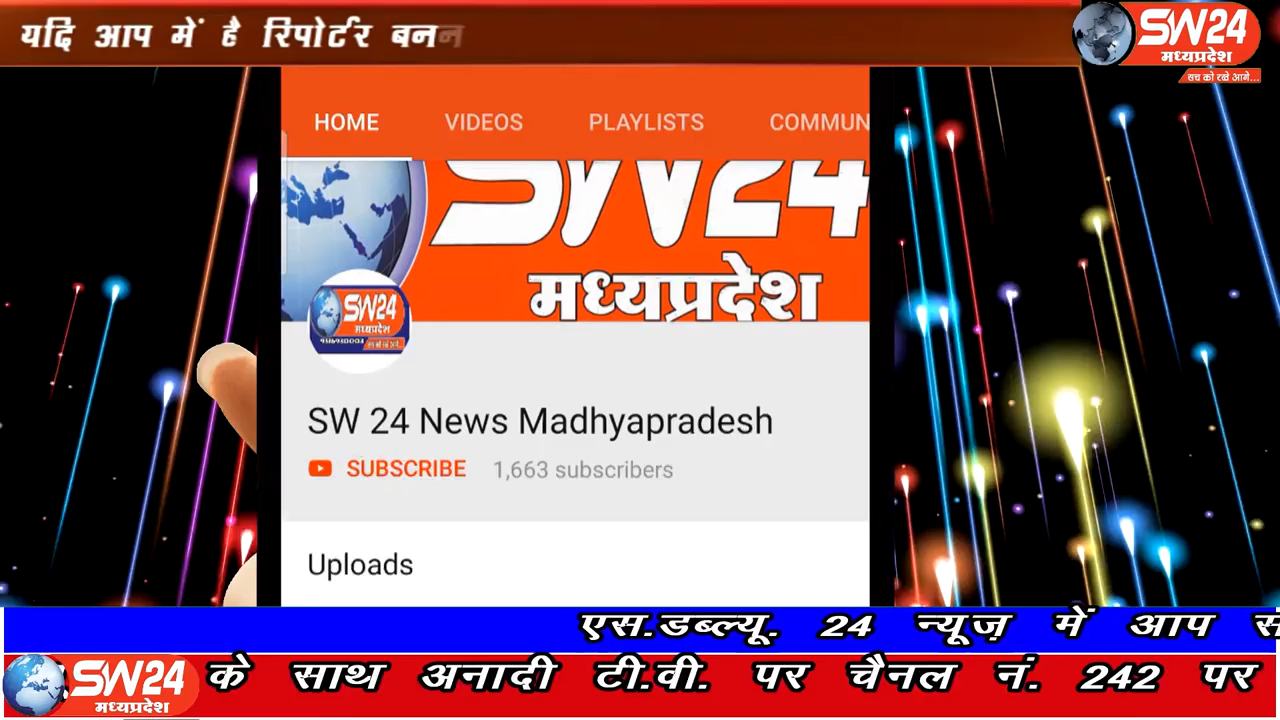 यदि आप में है रिपोर्टर बनन
SW24
मध्यप्रदेश
सच को रखे आगे...
HOME VIDEOS PLAYLISTS COMMUN
SW24
मध्यप्रदेश
SW24
मध्यप्रदेश
SW 24 News Madhyapradesh
SUBSCRIBE 1,663 subscribers
Uploads
एस.डब्ल्यू. 24 न्यूज़ में आप स
SW24
मध्यप्रदेश
के साथ अनादी टी.वी. पर चैनल नं. 242 पर